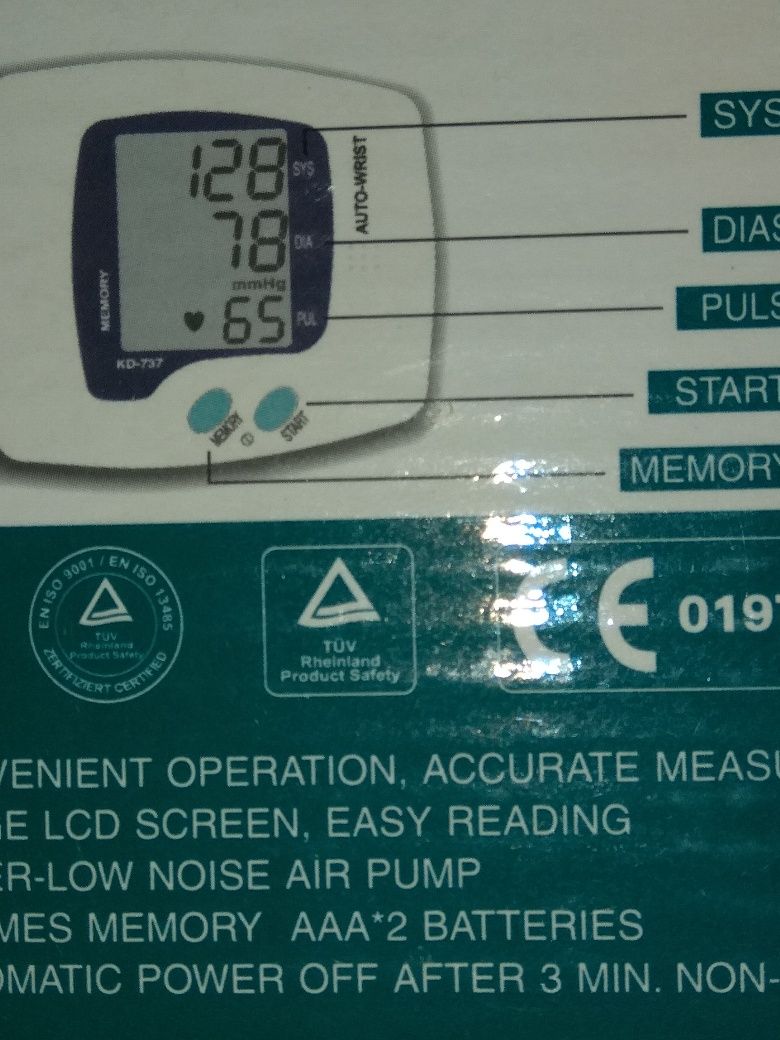 128
SYS
SYS
AUTO-WRIST
78
DIA
DIAS
mmHg
65
PUL
PULS
MEMORY
KD-737
START
MEMORY
START
MEMORY
EN ISO 9001 / EN ISO 13485
TÜV
Rheinland
Product Safety
ZERTIFIZIERT CERTIFIED
TÜV
Rheinland
Product Safety
CE 0197
VENIENT OPERATION, ACCURATE MEASU
GE LCD SCREEN, EASY READING
ER-LOW NOISE AIR PUMP
MES MEMORY AAA*2 BATTERIES
OMATIC POWER OFF AFTER 3 MIN. NON-